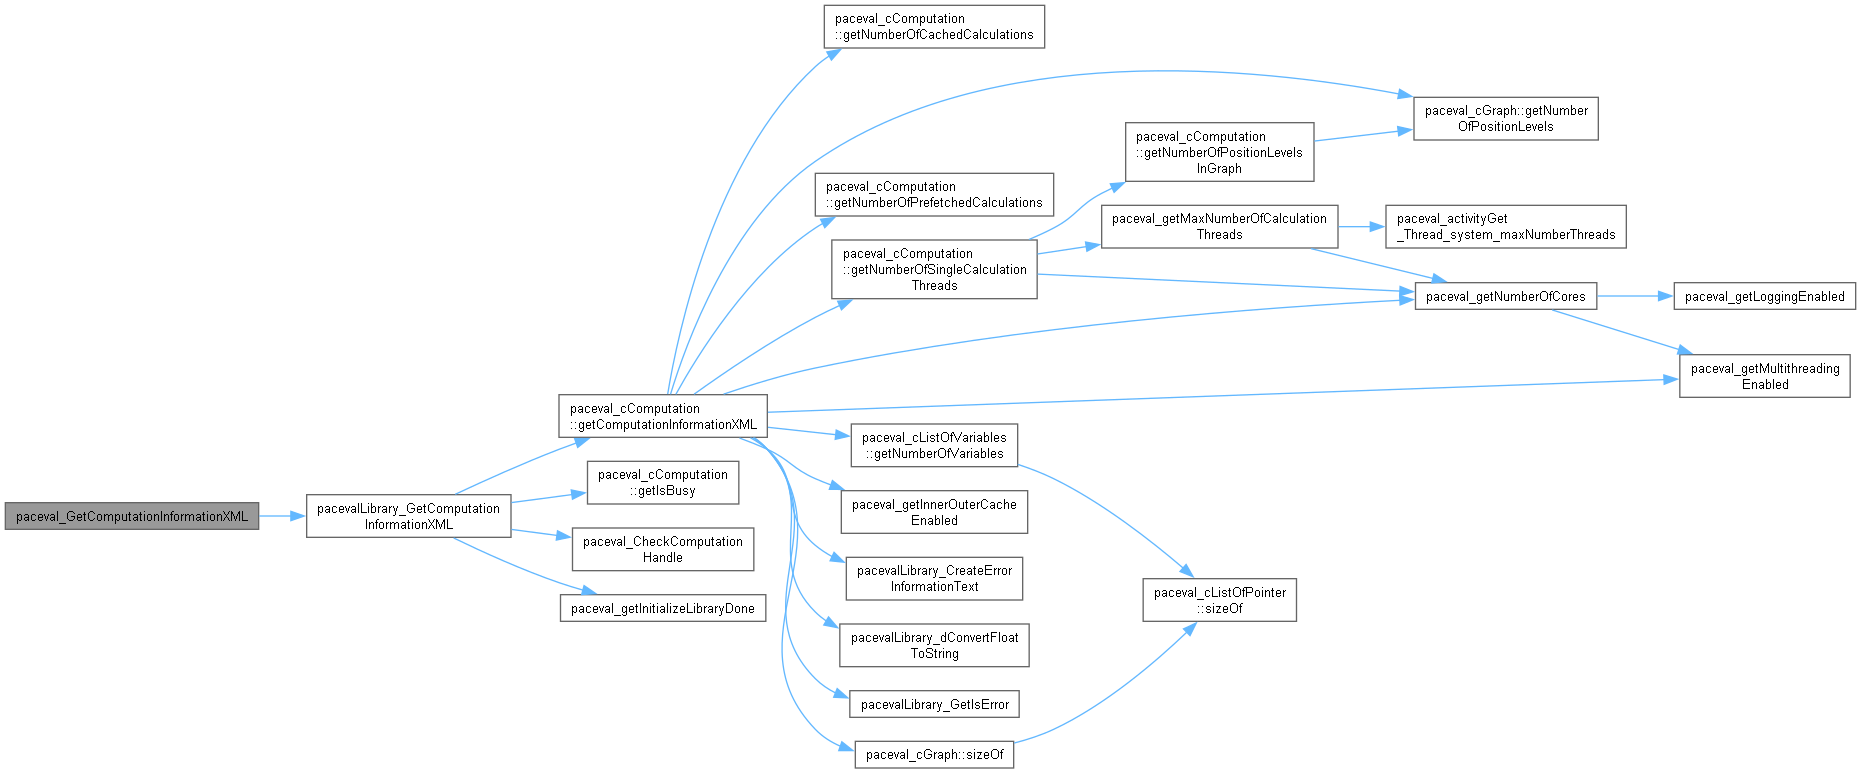 paceval_GetComputationInformationXML
pacevalLibrary_GetComputation
InformationXML
paceval_cComputation
::getComputationInformationXML
paceval_cComputation
::getIsBusy
paceval_CheckComputation
Handle
paceval_getInitializeLibraryDone
paceval_cComputation
::getNumberOfCachedCalculations
paceval_cComputation
::getNumberOfPrefetchedCalculations
paceval_cComputation
::getNumberOfSingleCalculation
Threads
paceval_cListOfVariables
::getNumberOfVariables
paceval_getInnerOuterCache
Enabled
pacevalLibrary_CreateError
InformationText
pacevalLibrary_dConvertFloat
ToString
pacevalLibrary_GetIsError
paceval_cGraph::sizeOf
paceval_cComputation
::getNumberOfPositionLevels
InGraph
paceval_getMaxNumberOfCalculation
Threads
paceval_cListOfPointer
::sizeOf
paceval_cGraph::getNumber
OfPositionLevels
paceval_activityGet
_Thread_system_maxNumberThreads
paceval_getNumberOfCores
paceval_getLoggingEnabled
paceval_getMultithreading
Enabled